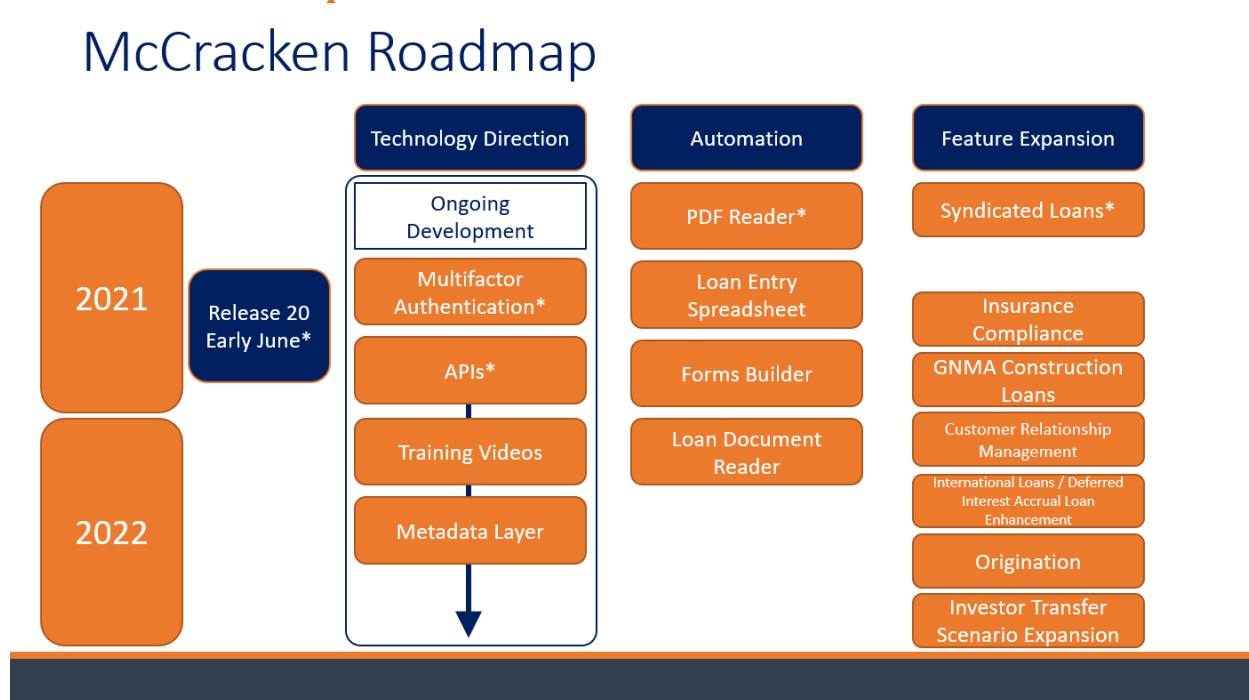 McCracken Roadmap
Technology Direction
Automation
Feature Expansion
2021
Release 20
Early June*
2022
Ongoing
Development
Multifactor
Authentication*
APIs*
Training Videos
Metadata Layer
PDF Reader*
Loan Entry
Spreadsheet
Forms Builder
Loan Document
Reader
Syndicated Loans*
Insurance
Compliance
GNMA Construction
Loans
Customer Relationship
Management
International Loans / Deferred
Interest Accrual Loan
Enhancement
Origination
Investor Transfer
Scenario Expansion